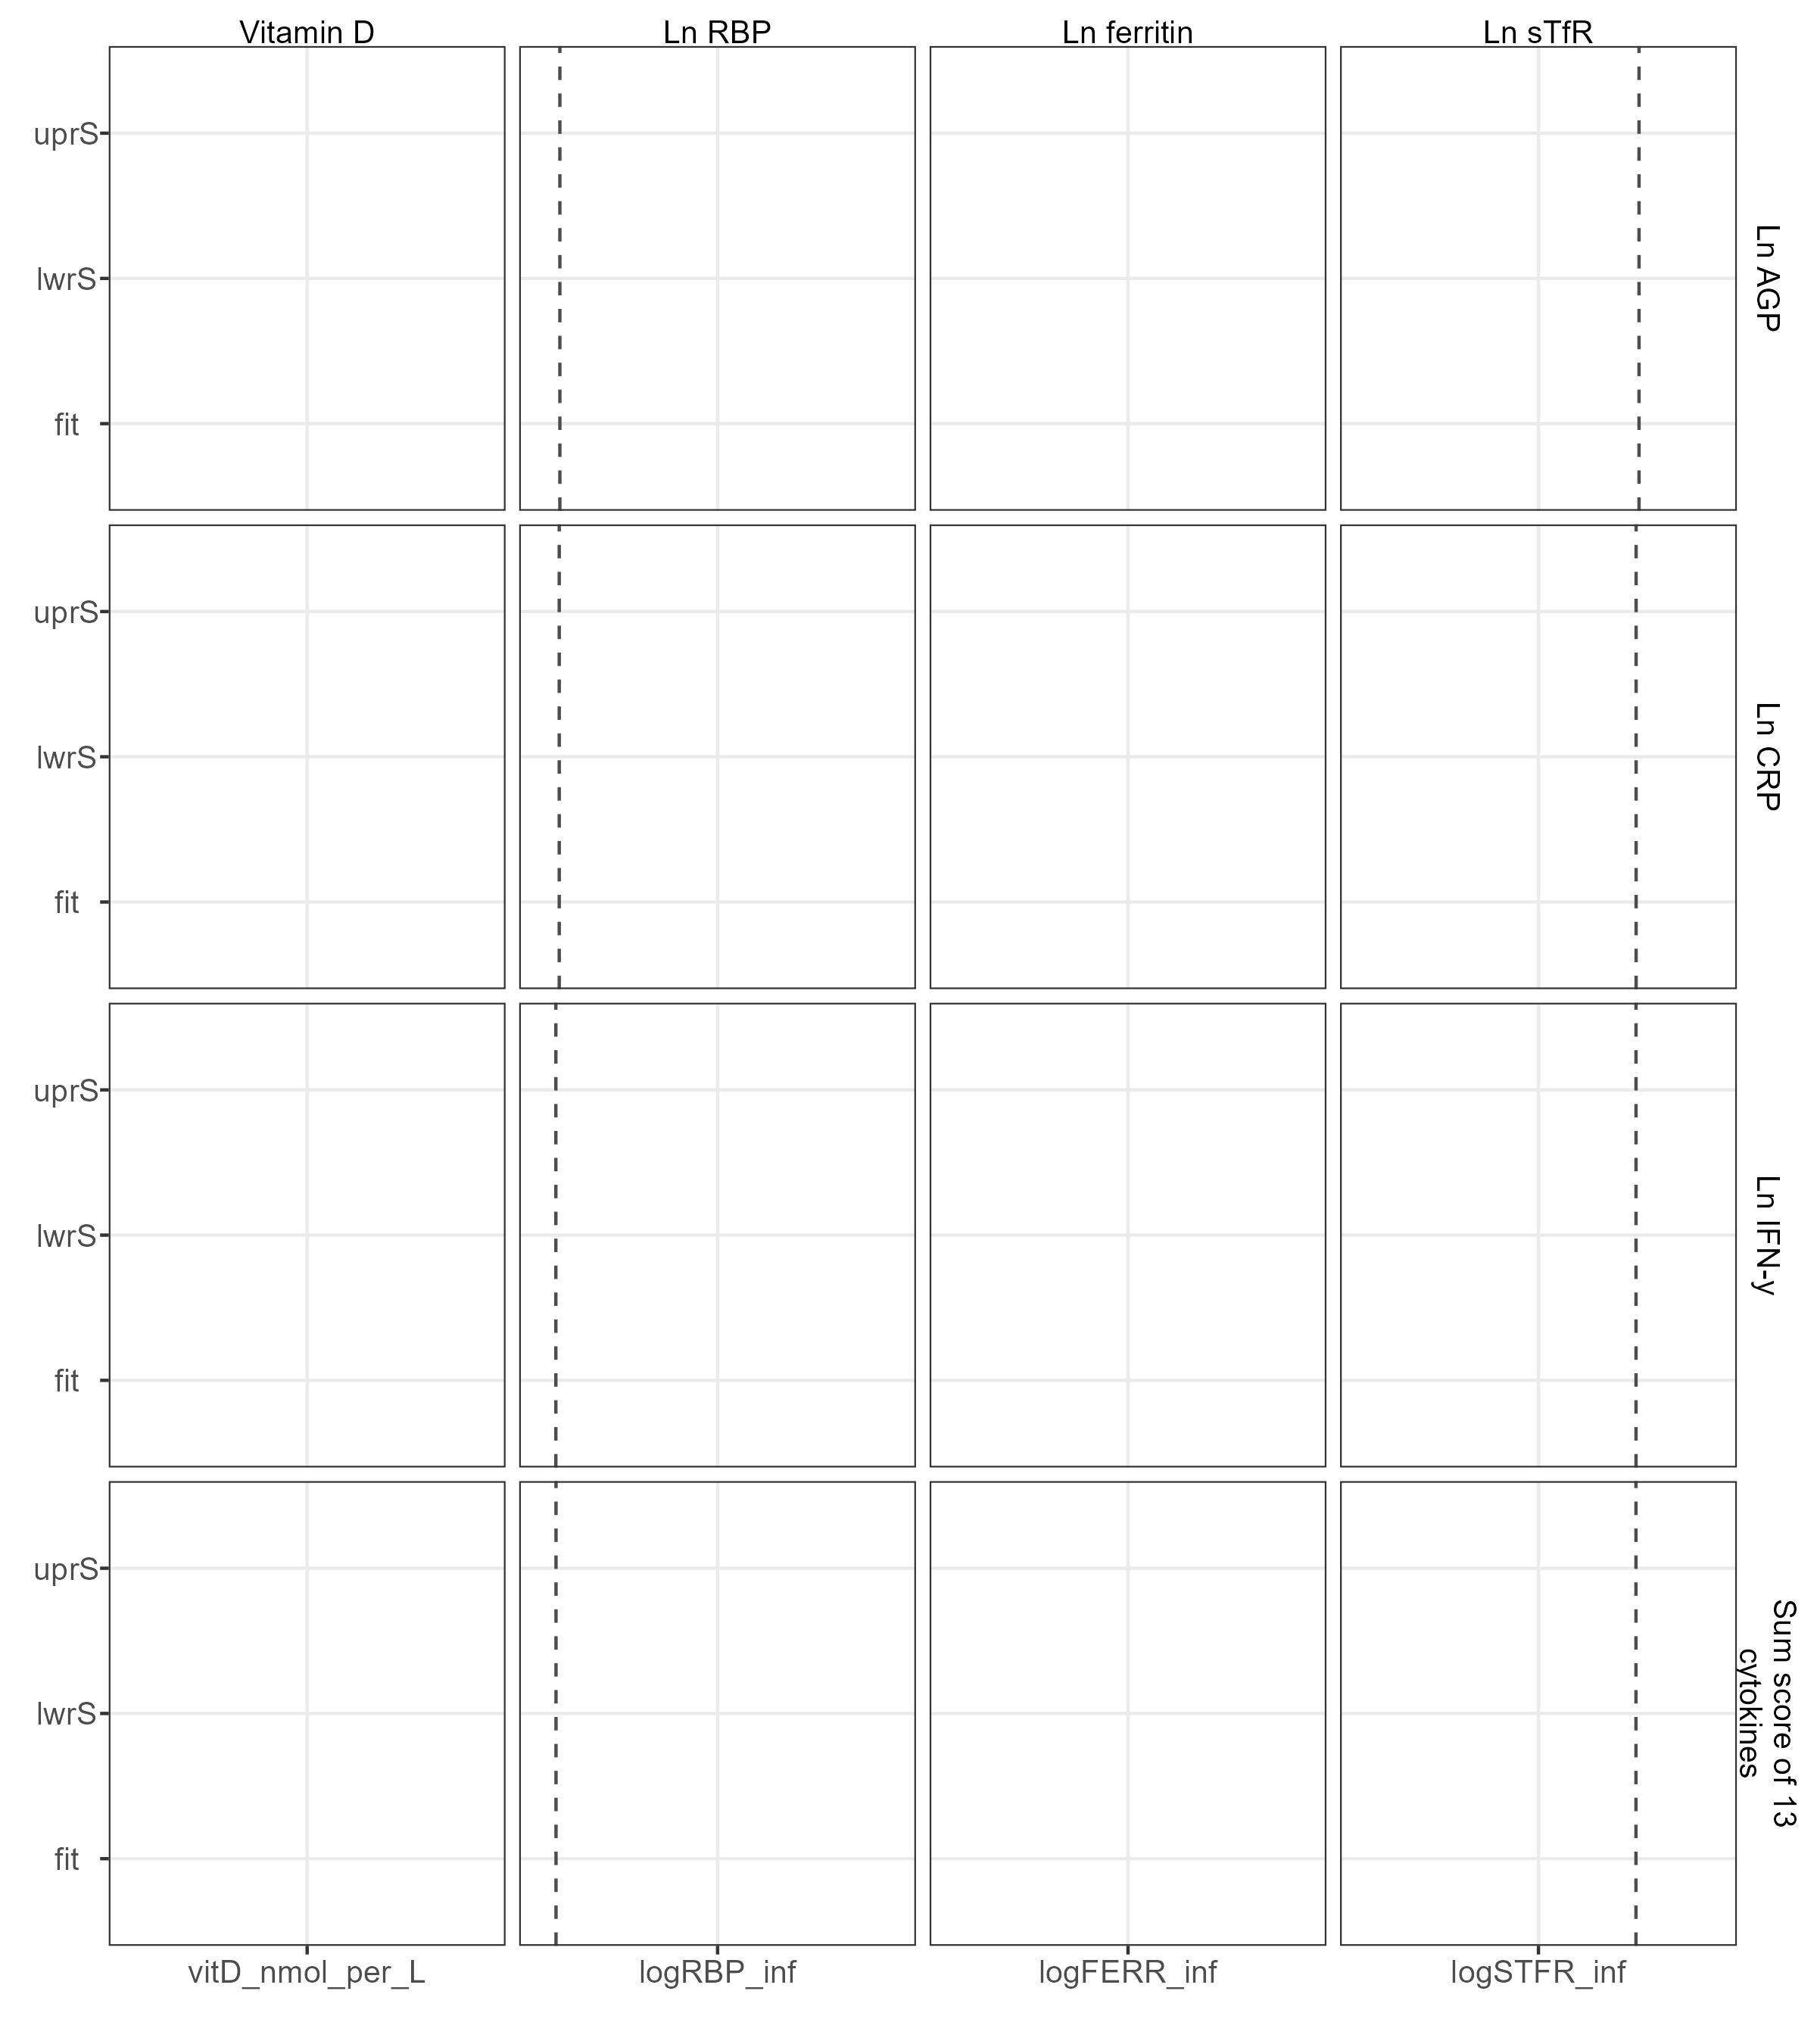 Vitamin D
Ln RBP
Ln ferritin
Ln sTfR
uprS
lwrS
fit
Ln AGP
uprS
lwrS
fit
Ln CRP
uprS
lwrS
fit
Ln IFN-y
uprS
lwrS
fit
Sum score of 13
cytokines
vitD_nmol_per_L
logRBP_inf
logFERR_inf
logSTFR_inf